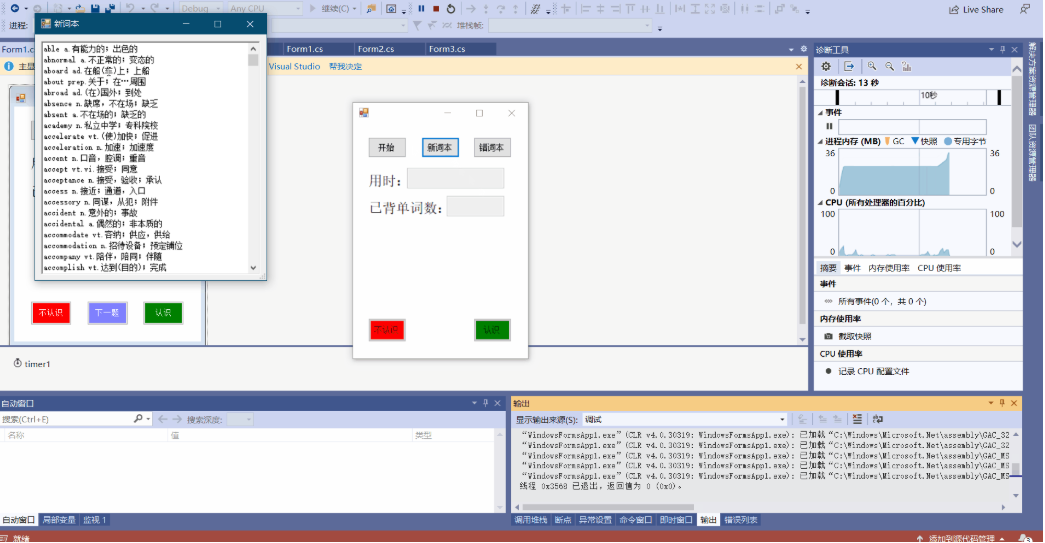 Debug
Any CPU
继续(C)
Live Share
进程:
堆栈帧:
新词本
able a.有能力的；出色的
abnormal a.不正常的；变态的
aboard ad.在船(车)上；上船
about prep.关于；在…周围
abroad ad.(在)国外；到处
absence n.缺席，不在场；缺乏
absent a.不在场的；缺乏的
academy n.私立中学；专科院校
accelerate vt.(使)加快；促进
acceleration n.加速；加速度
accent n.口音，腔调；重音
accept vt.vi.接受；同意
acceptance n.接受，验收；承认
access n.接近；通道，入口
accessory n.同谋，从犯；附件
accident n.意外的；事故
accidental a.偶然的；非本质的
accommodate vt.容纳；供应，供给
accommodation n.招待设备；预定铺位
accompany vt.陪伴，陪同；伴随
accomplish vt.达到(目的)；完成
Form1.c
Form1.cs
Form2.cs
Form3.cs
Visual Studio 帮我决定
不认识
下一题
认识
timer1
开始
新词本
错词本
用时：
已背单词数：
不认识
认识
诊断工具
诊断会话: 13 秒
10秒
事件
进程内存 (MB)
GC
快照
专用字节
36
36
0
0
CPU (所有处理器的百分比)
100
100
0
0
摘要 事件 内存使用率 CPU 使用率
事件
所有事件(0 个，共 0 个)
内存使用率
截取快照
CPU 使用率
记录 CPU 配置文件
解决方案资源管理器
团队资源管理器
自动窗口
搜索(Ctrl+E)
搜索深度:
名称
值
类型
自动窗口 局部变量 监视 1
输出
显示输出来源(S): 调试
“WindowsFormsApp1.exe”(CLR v4.0.30319: WindowsFormsApp1.exe): 已加载“C:\Windows\Microsoft.Net\assembly\GAC_32
“WindowsFormsApp1.exe”(CLR v4.0.30319: WindowsFormsApp1.exe): 已加载“C:\Windows\Microsoft.Net\assembly\GAC_32
“WindowsFormsApp1.exe”(CLR v4.0.30319: WindowsFormsApp1.exe): 已加载“C:\Windows\Microsoft.Net\assembly\GAC_MS
“WindowsFormsApp1.exe”(CLR v4.0.30319: WindowsFormsApp1.exe): 已加载“C:\Windows\Microsoft.Net\assembly\GAC_MS
“WindowsFormsApp1.exe”(CLR v4.0.30319: WindowsFormsApp1.exe): 已加载“C:\Windows\Microsoft.Net\assembly\GAC_MS
线程 0x3568 已退出，返回值为 0 (0x0)。
调用堆栈 断点 异常设置 命令窗口 即时窗口 输出 错误列表
就绪
添加到源代码管理